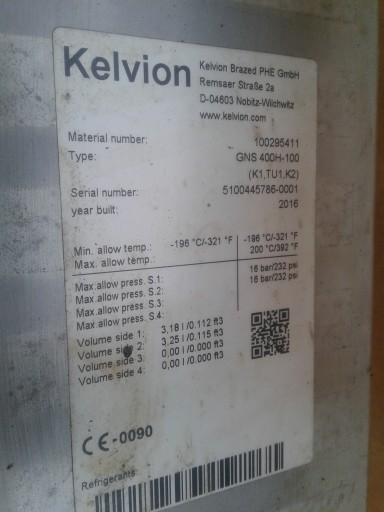 Kelvion
Kelvion Brazed PHE GmbH
Remsaer Straße 2a
D-04603 Nobitz-Wilchwitz
www.kelvion.com
Material number: 100295411
Type: GNS 400H-100
(K1,TU1,K2)
Serial number: 5100445786-0001
year built: 2016
Min. allow temp.: -196 °C/-321 °F -196 °C/-321 °F
Max. allow temp.: 200 °C/392 °F
Max.allow press. S.1: 16 bar/232 psi
Max.allow press. S.2: 16 bar/232 psi
Max.allow press. S.3:
Max.allow press. S.4:
Volume side 1: 3,18 l /0.112 ft3
Volume side 2: 3,25 l /0.115 ft3
Volume side 3: 0,00 l /0.000 ft3
Volume side 4: 0,00 l /0.000 ft3
CE-0090
Refrigerants: